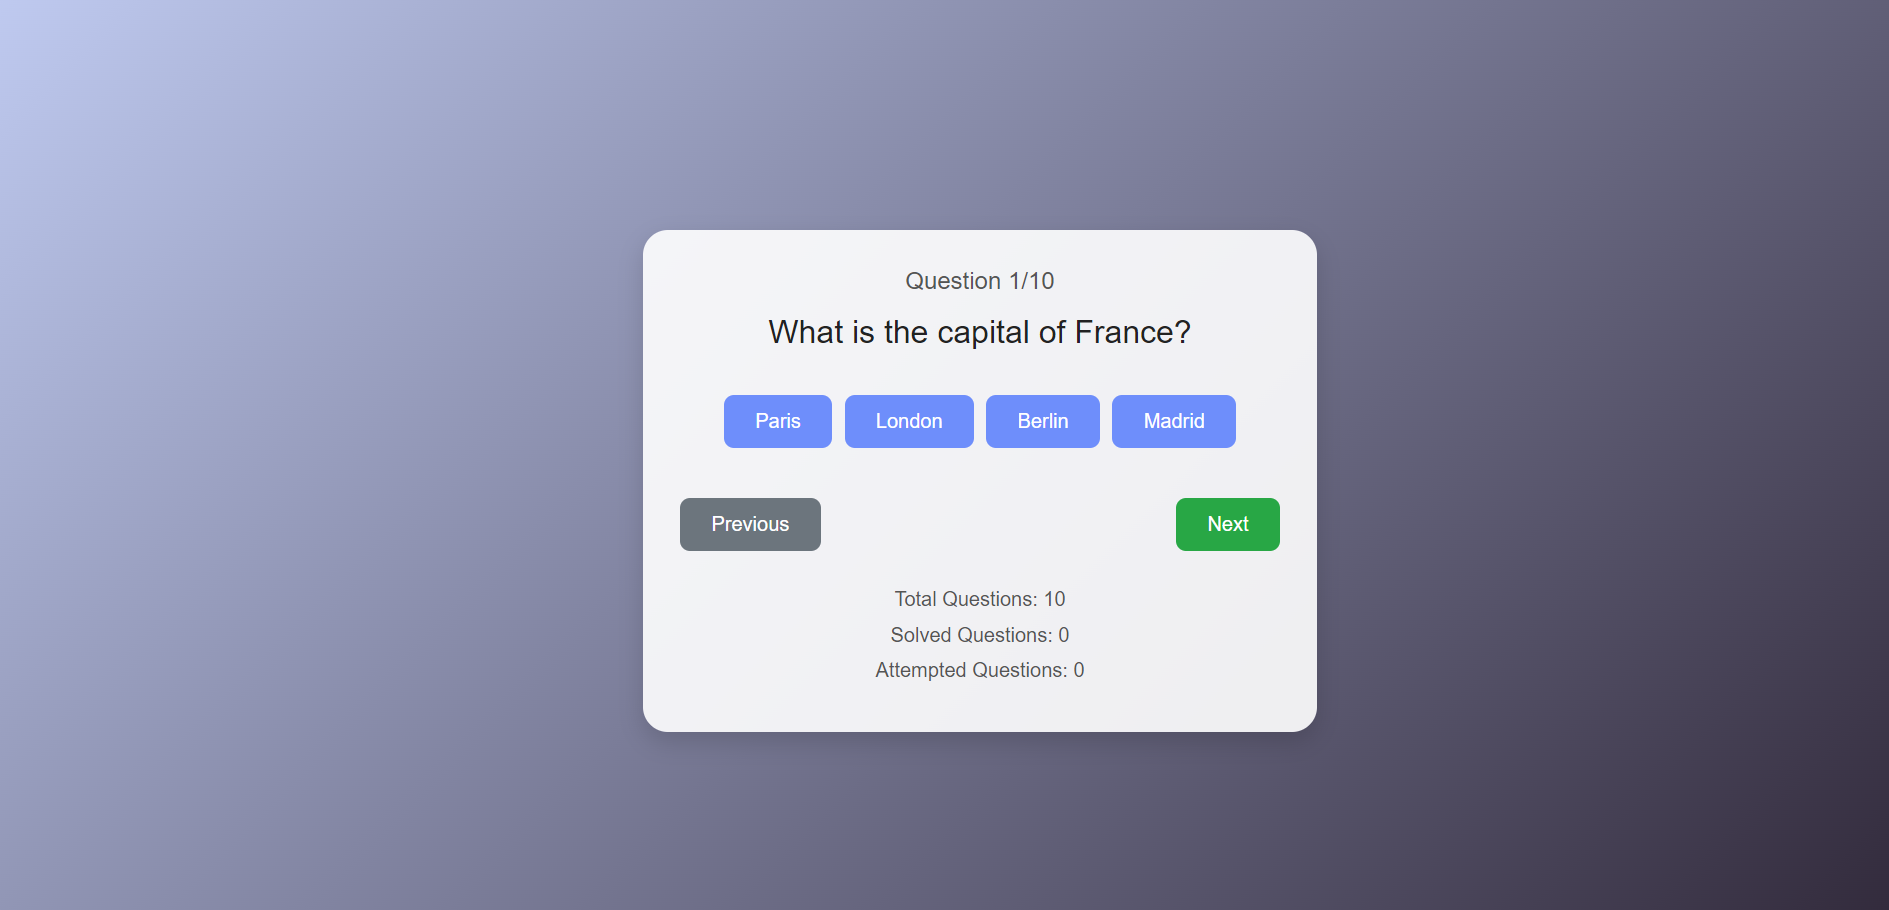 Question 1/10
What is the capital of France?
Paris London Berlin Madrid
Previous Next
Total Questions: 10
Solved Questions: 0
Attempted Questions: 0